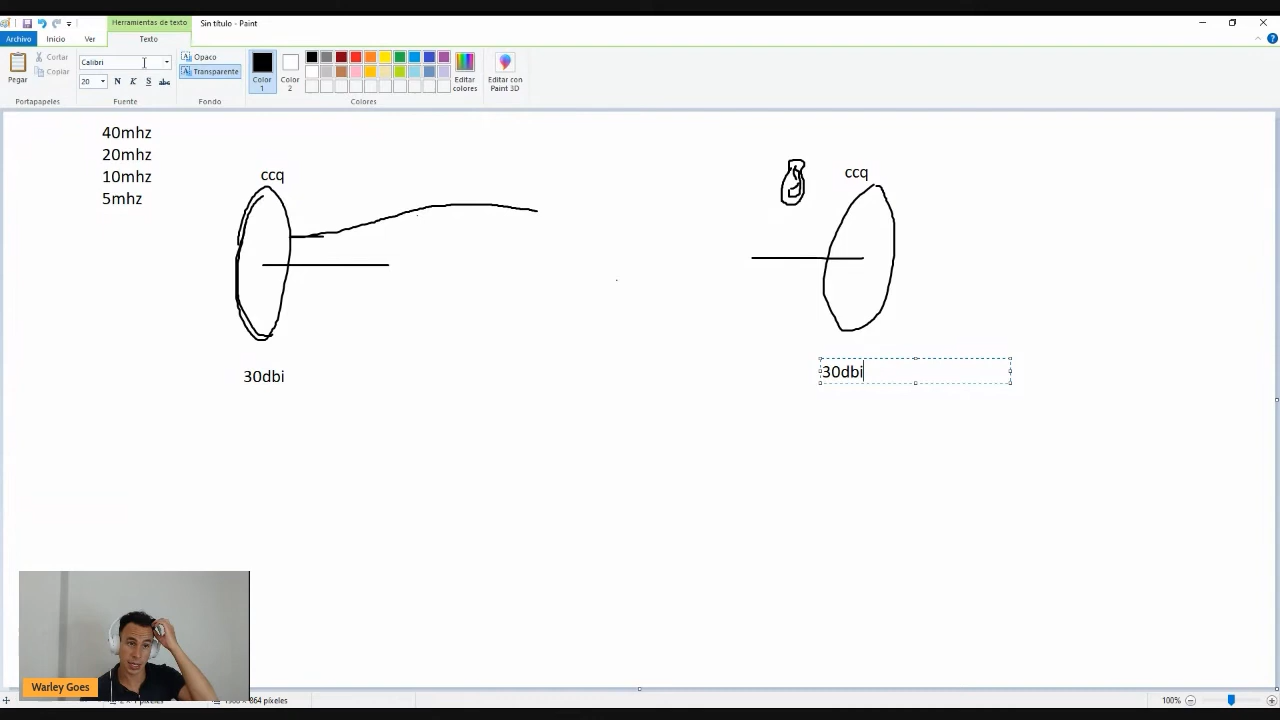 Herramientas de texto
Sin título - Paint
Archivo
Inicio
Ver
Texto
Pegar
Cortar
Copiar
Portapapeles
Calibri
20
N
K
S
abc
Fuente
Opaco
Transparente
Fondo
Color 1
Color 2
Editar colores
Colores
Editar con Paint 3D
40mhz
20mhz
10mhz
5mhz
ccq
ccq
30dbi
30dbi
Warley Goes
100%